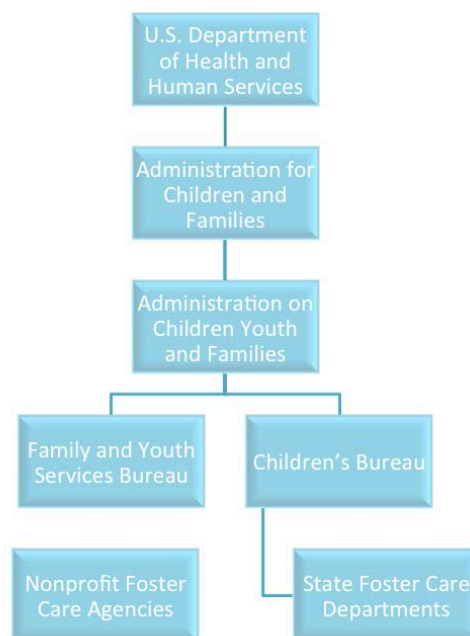 U.S. Department
of Health and
Human Services
Administration for
Children and
Families
Administration on
Children Youth
and Families
Family and Youth
Services Bureau
Children’s Bureau
Nonprofit Foster
Care Agencies
State Foster Care
Departments